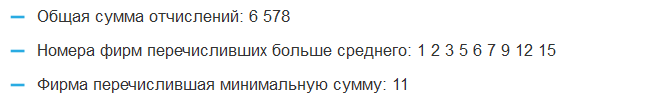 Общая сумма отчислений: 6 578
Номера фирм перечисливших больше среднего: 1 2 3 5 6 7 9 12 15
Фирма перечислившая минимальную сумму: 11